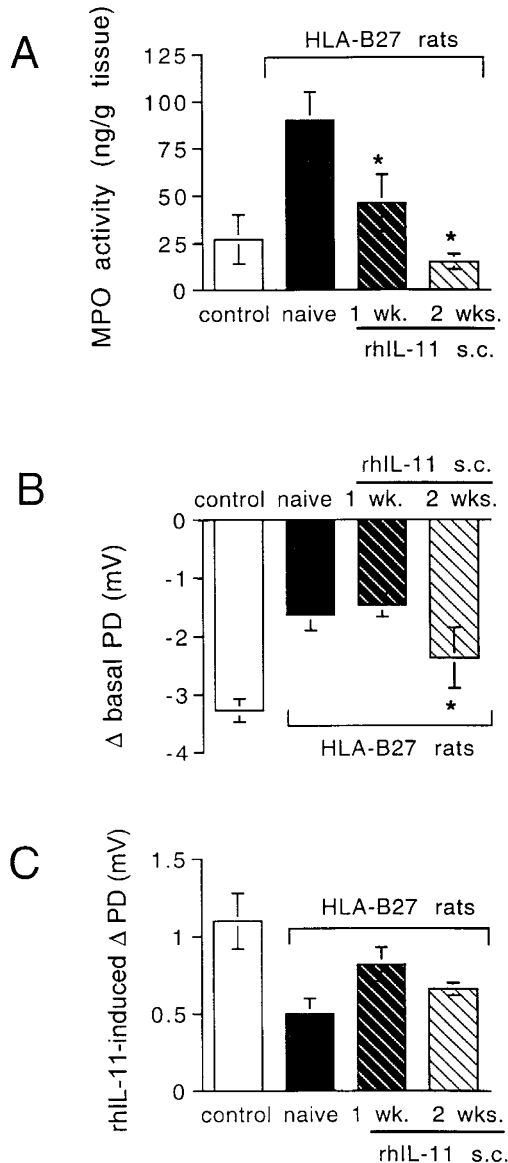 A
HLA-B27 rats
MPO activity (ng/g tissue)
125
100
75
50
25
0
*
*
control naive 1 wk. 2 wks.
rhIL-11 s.c.
B
rhIL-11 s.c.
control naive 1 wk. 2 wks.
Δ basal PD (mV)
0
-1
-2
-3
-4
*
HLA-B27 rats
C
rhIL-11-induced Δ PD (mV)
1.5
1
0.5
0
HLA-B27 rats
control naive 1 wk. 2 wks.
rhIL-11 s.c.